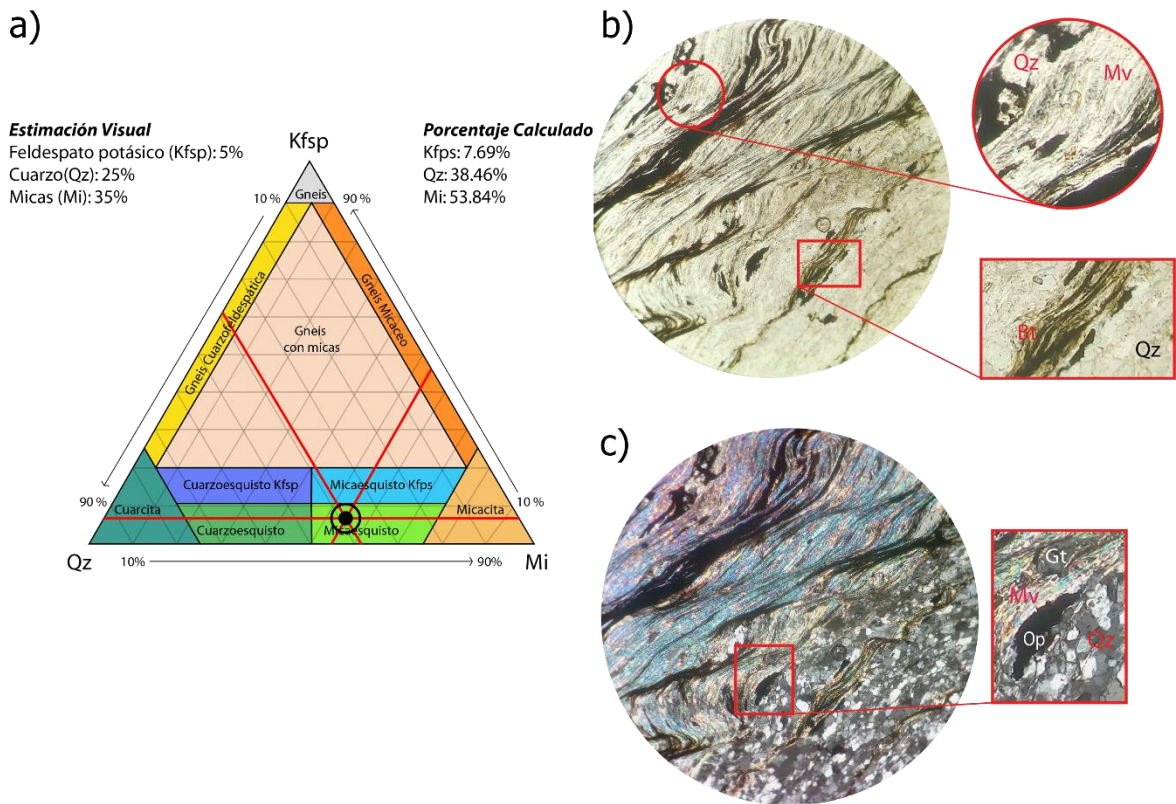 a)
Estimación Visual
Feldespato potásico (Kfsp): 5%
Cuarzo(Qz): 25%
Micas (Mi): 35%
Porcentaje Calculado
Kfps: 7.69%
Qz: 38.46%
Mi: 53.84%
Kfsp
10 %
Gneis
90 %
Gneis Cuarzofeldespática
Gneis Micaceo
Gneis
con micas
Cuarzoesquisto Kfsp
Micaesquisto Kfps
90 %
10 %
Cuarcita
Micacita
Cuarzoesquisto
Micaesquisto
Qz
10%
90%
Mi
b)
Qz
Mv
Bt
Qz
c)
Gt
Mv
Op
Qz